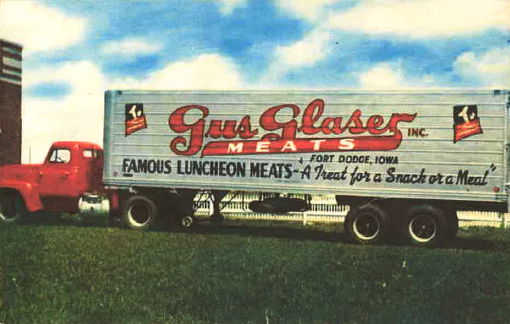 Gus Glaser INC.
MEATS
FORT DODGE, IOWA
FAMOUS LUNCHEON MEATS - "A Treat for a Snack or a Meal"